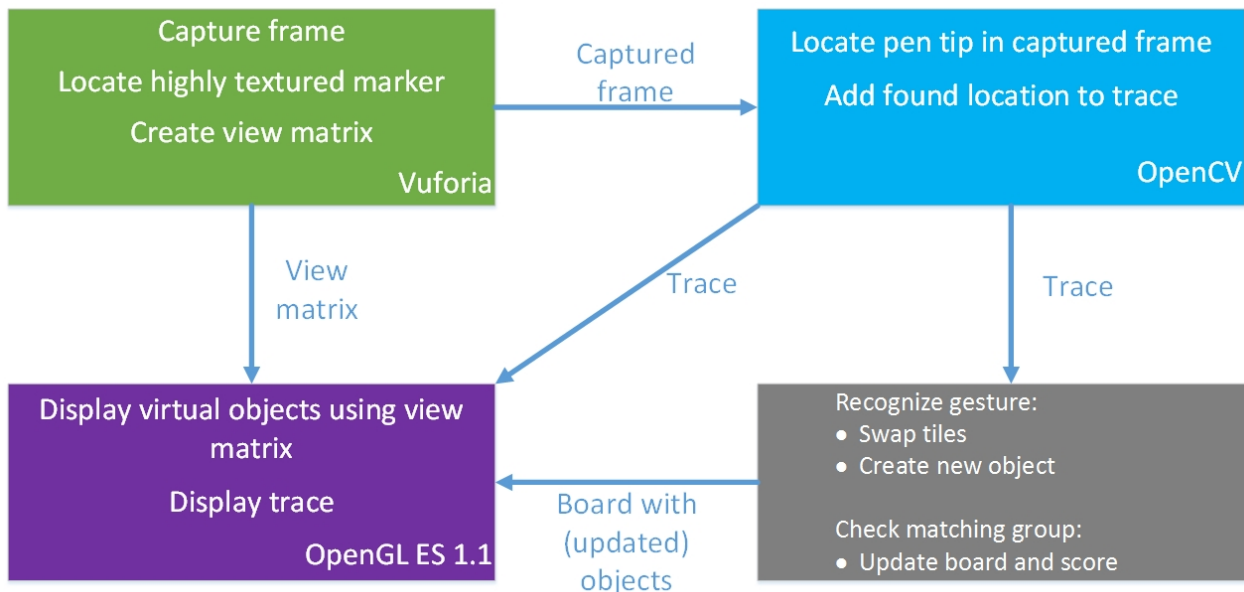 Capture frame
Locate highly textured marker
Create view matrix
Vuforia
Captured
frame
Locate pen tip in captured frame
Add found location to trace
OpenCV
View
matrix
Trace
Trace
Display virtual objects using view
matrix
Display trace
OpenGL ES 1.1
Board with
(updated)
objects
Recognize gesture:
• Swap tiles
• Create new object
Check matching group:
• Update board and score